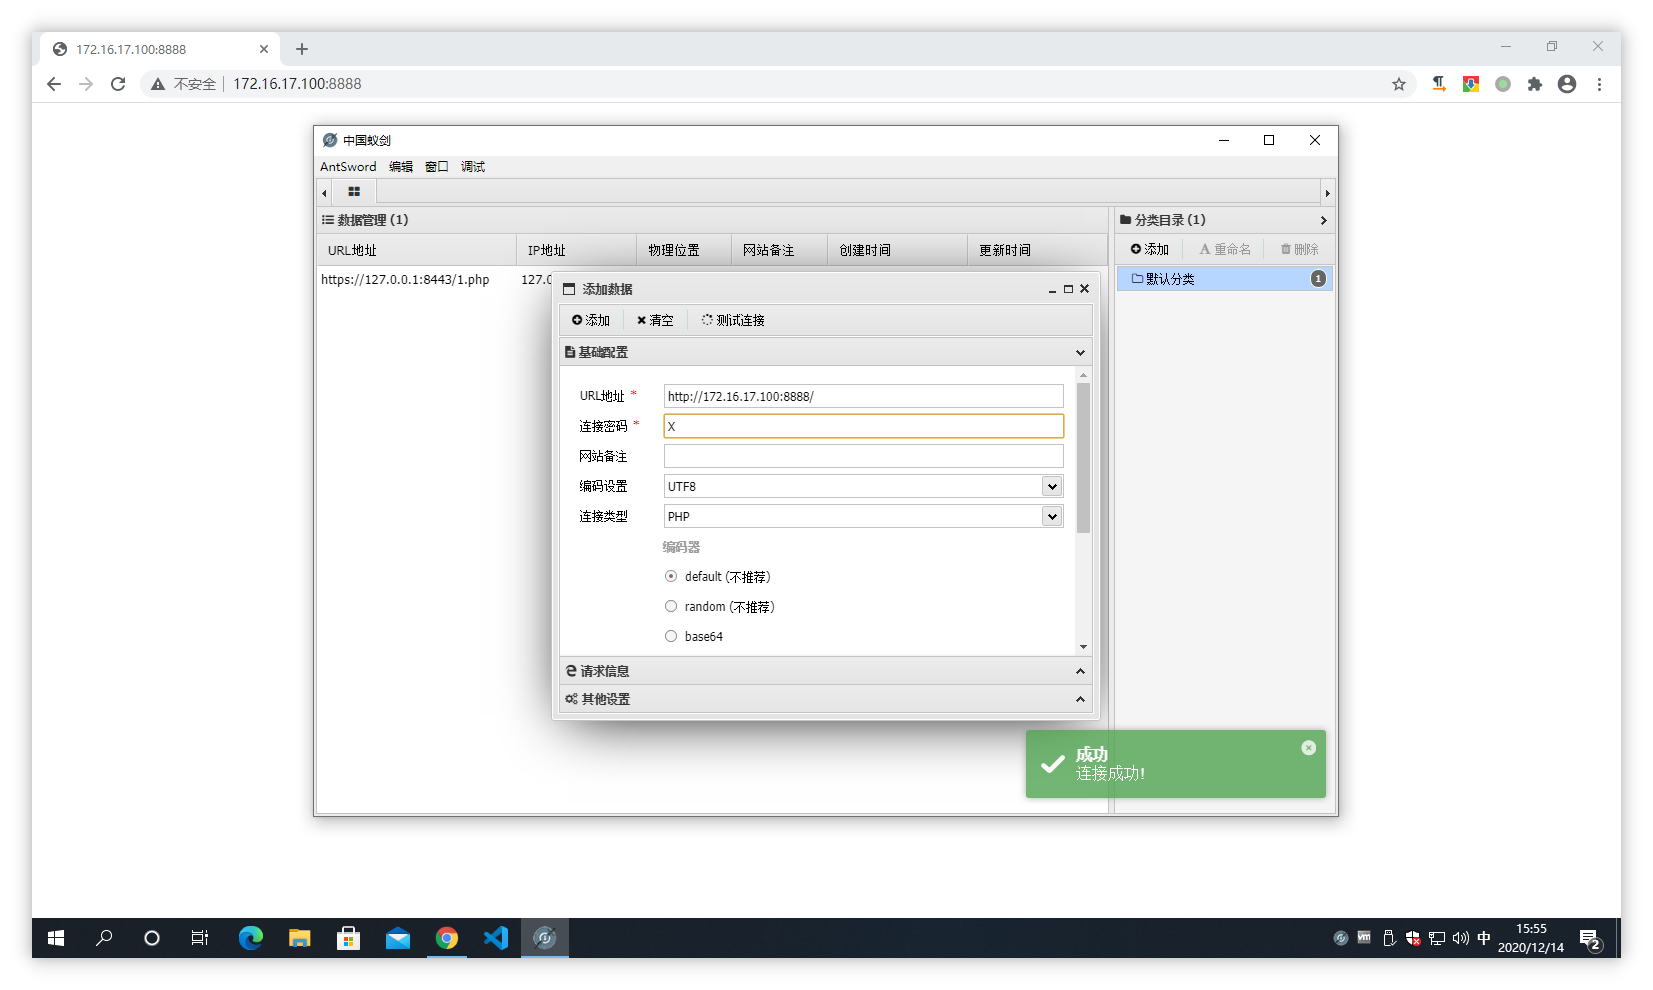 172.16.17.100:8888
不安全 172.16.17.100:8888
中国蚁剑
AntSword 编辑 窗口 调试
数据管理 (1)
分类目录 (1)
URL地址 IP地址 物理位置 网站备注 创建时间 更新时间
添加 A 重命名 删除
https://127.0.0.1:8443/1.php 127.0
默认分类 1
添加数据
添加 清空 测试连接
基础配置
URL地址 * http://172.16.17.100:8888/
连接密码 * X
网站备注
编码设置 UTF8
连接类型 PHP
编码器
default (不推荐)
random (不推荐)
base64
请求信息
其他设置
成功
连接成功!
vm 中 15:55
2020/12/14
2